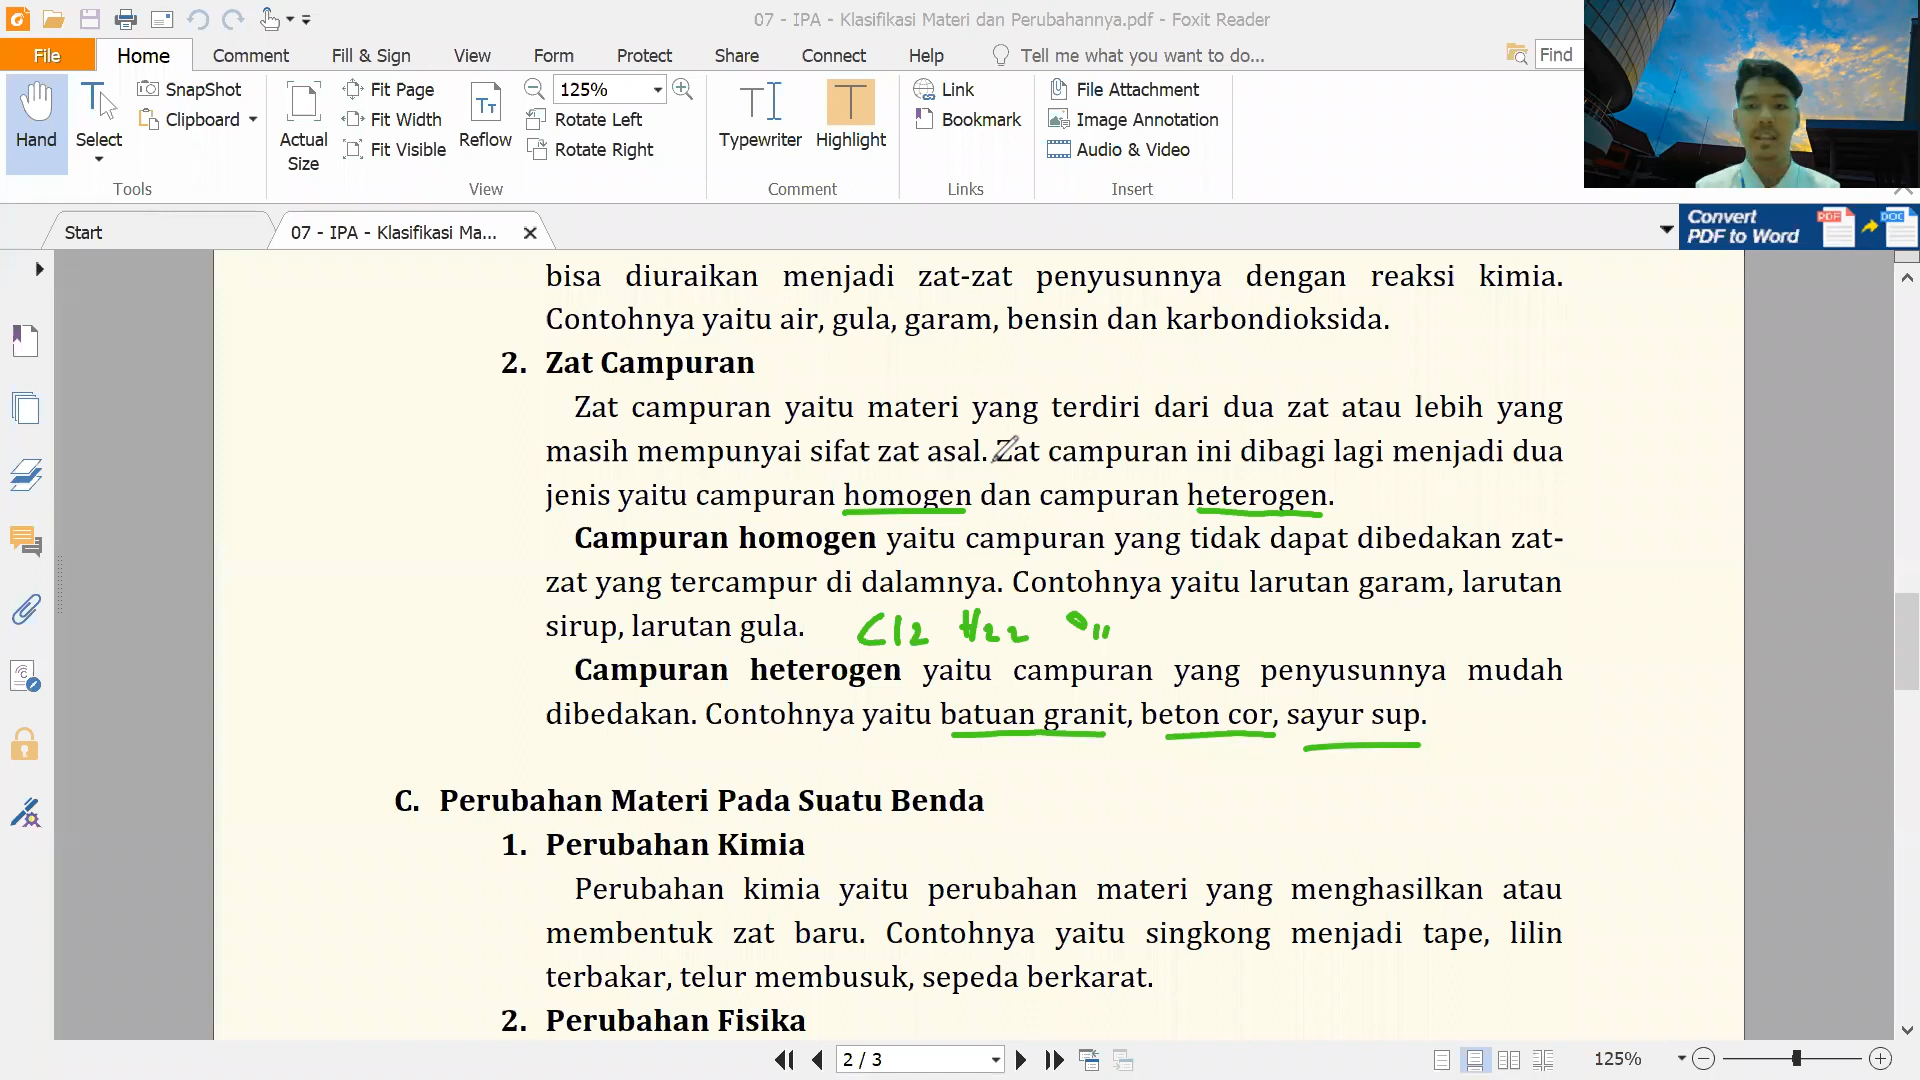 07 - IPA - Klasifikasi Materi dan Perubahannya.pdf - Foxit Reader
File Home Comment Fill & Sign View Form Protect Share Connect Help Tell me what you want to do... Find
Hand
Select
Tools
SnapShot
Clipboard
Actual Size
Fit Page
Fit Width
Fit Visible
Reflow
125%
Rotate Left
Rotate Right
View
Typewriter
Highlight
Comment
Link
Bookmark
Links
File Attachment
Image Annotation
Audio & Video
Insert
Start
07 - IPA - Klasifikasi Ma...
Convert
PDF to Word
PDF
DOC
bisa diuraikan menjadi zat-zat penyusunnya dengan reaksi kimia.
Contohnya yaitu air, gula, garam, bensin dan karbondioksida.
2. Zat Campuran
Zat campuran yaitu materi yang terdiri dari dua zat atau lebih yang
masih mempunyai sifat zat asal. Zat campuran ini dibagi lagi menjadi dua
jenis yaitu campuran homogen dan campuran heterogen.
Campuran homogen yaitu campuran yang tidak dapat dibedakan zat-
zat yang tercampur di dalamnya. Contohnya yaitu larutan garam, larutan
sirup, larutan gula. C12 H22 O11
Campuran heterogen yaitu campuran yang penyusunnya mudah
dibedakan. Contohnya yaitu batuan granit, beton cor, sayur sup.
C. Perubahan Materi Pada Suatu Benda
1. Perubahan Kimia
Perubahan kimia yaitu perubahan materi yang menghasilkan atau
membentuk zat baru. Contohnya yaitu singkong menjadi tape, lilin
terbakar, telur membusuk, sepeda berkarat.
2. Perubahan Fisika
2 / 3
125%